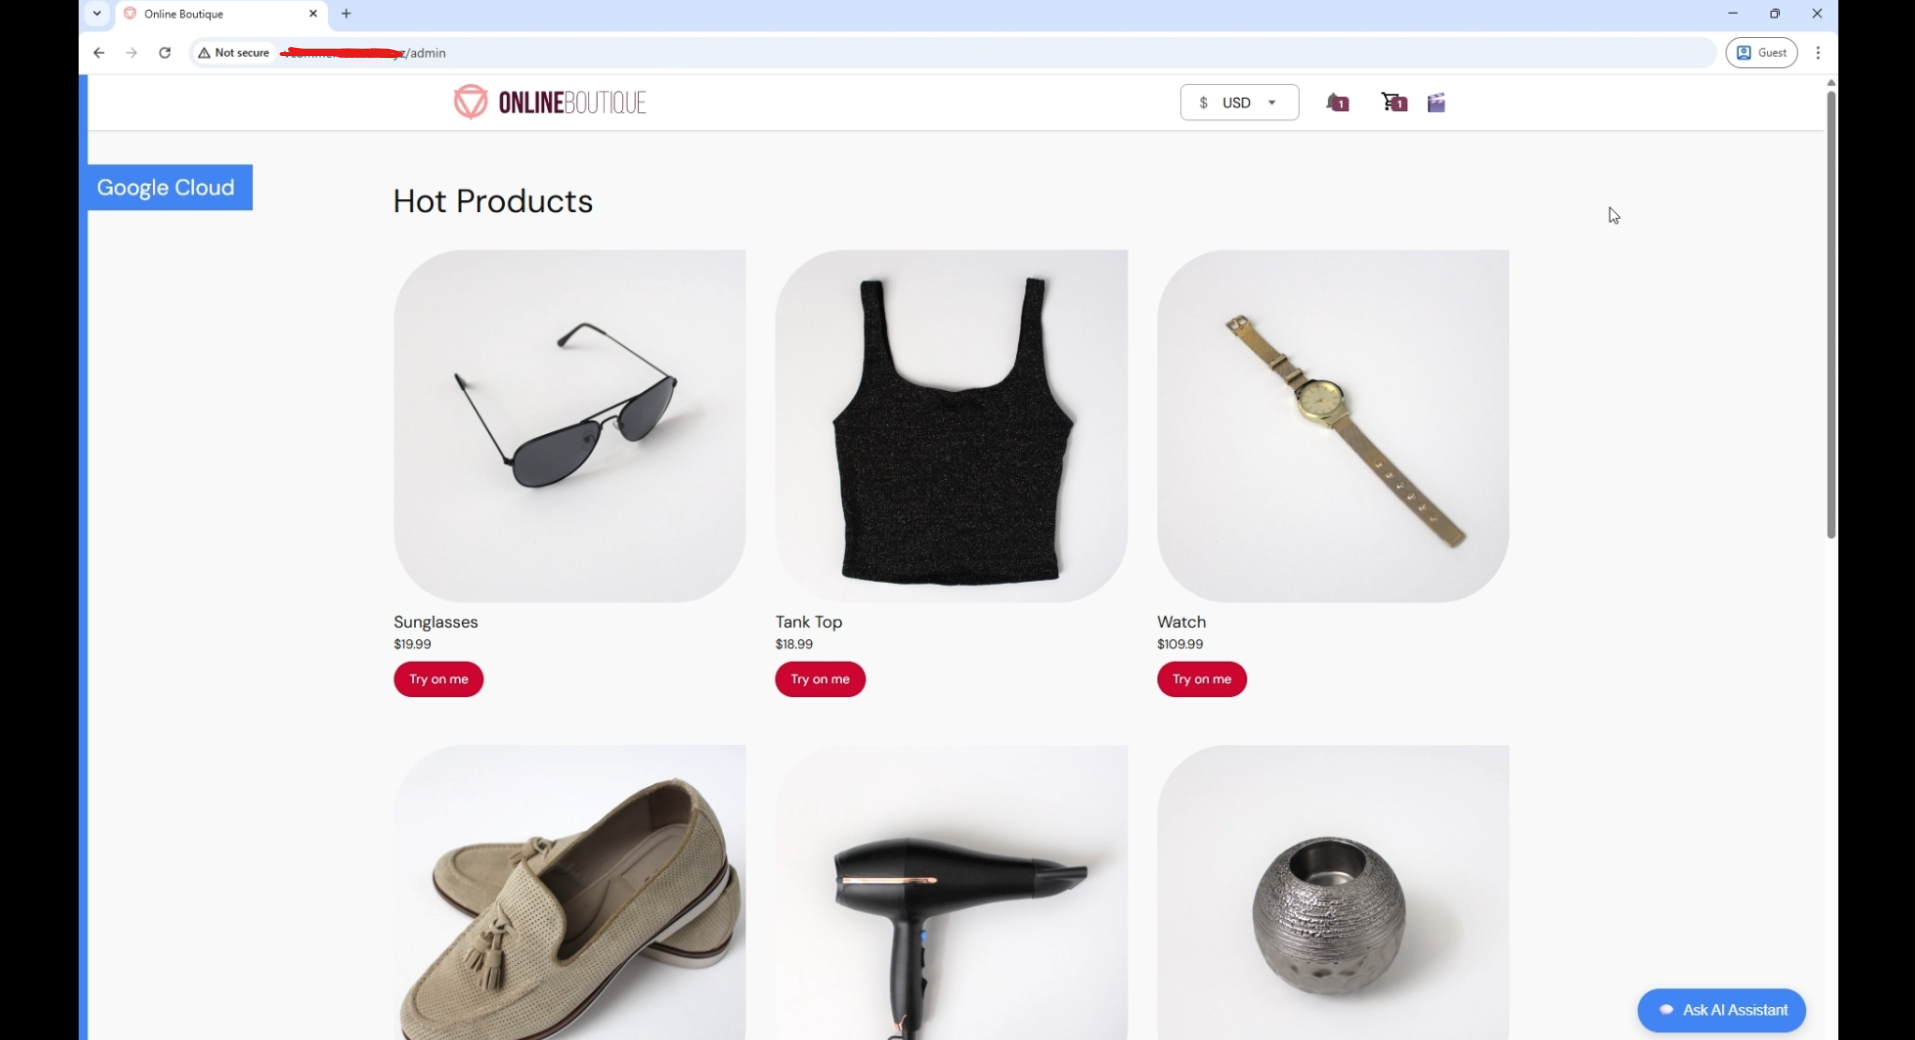 Online Boutique
Not secure
/admin
Guest
ONLINEBOUTIQUE
$ USD
1
1
Google Cloud
Hot Products
Sunglasses
$19.99
Try on me
Tank Top
$18.99
Try on me
Watch
$109.99
Try on me
Ask AI Assistant